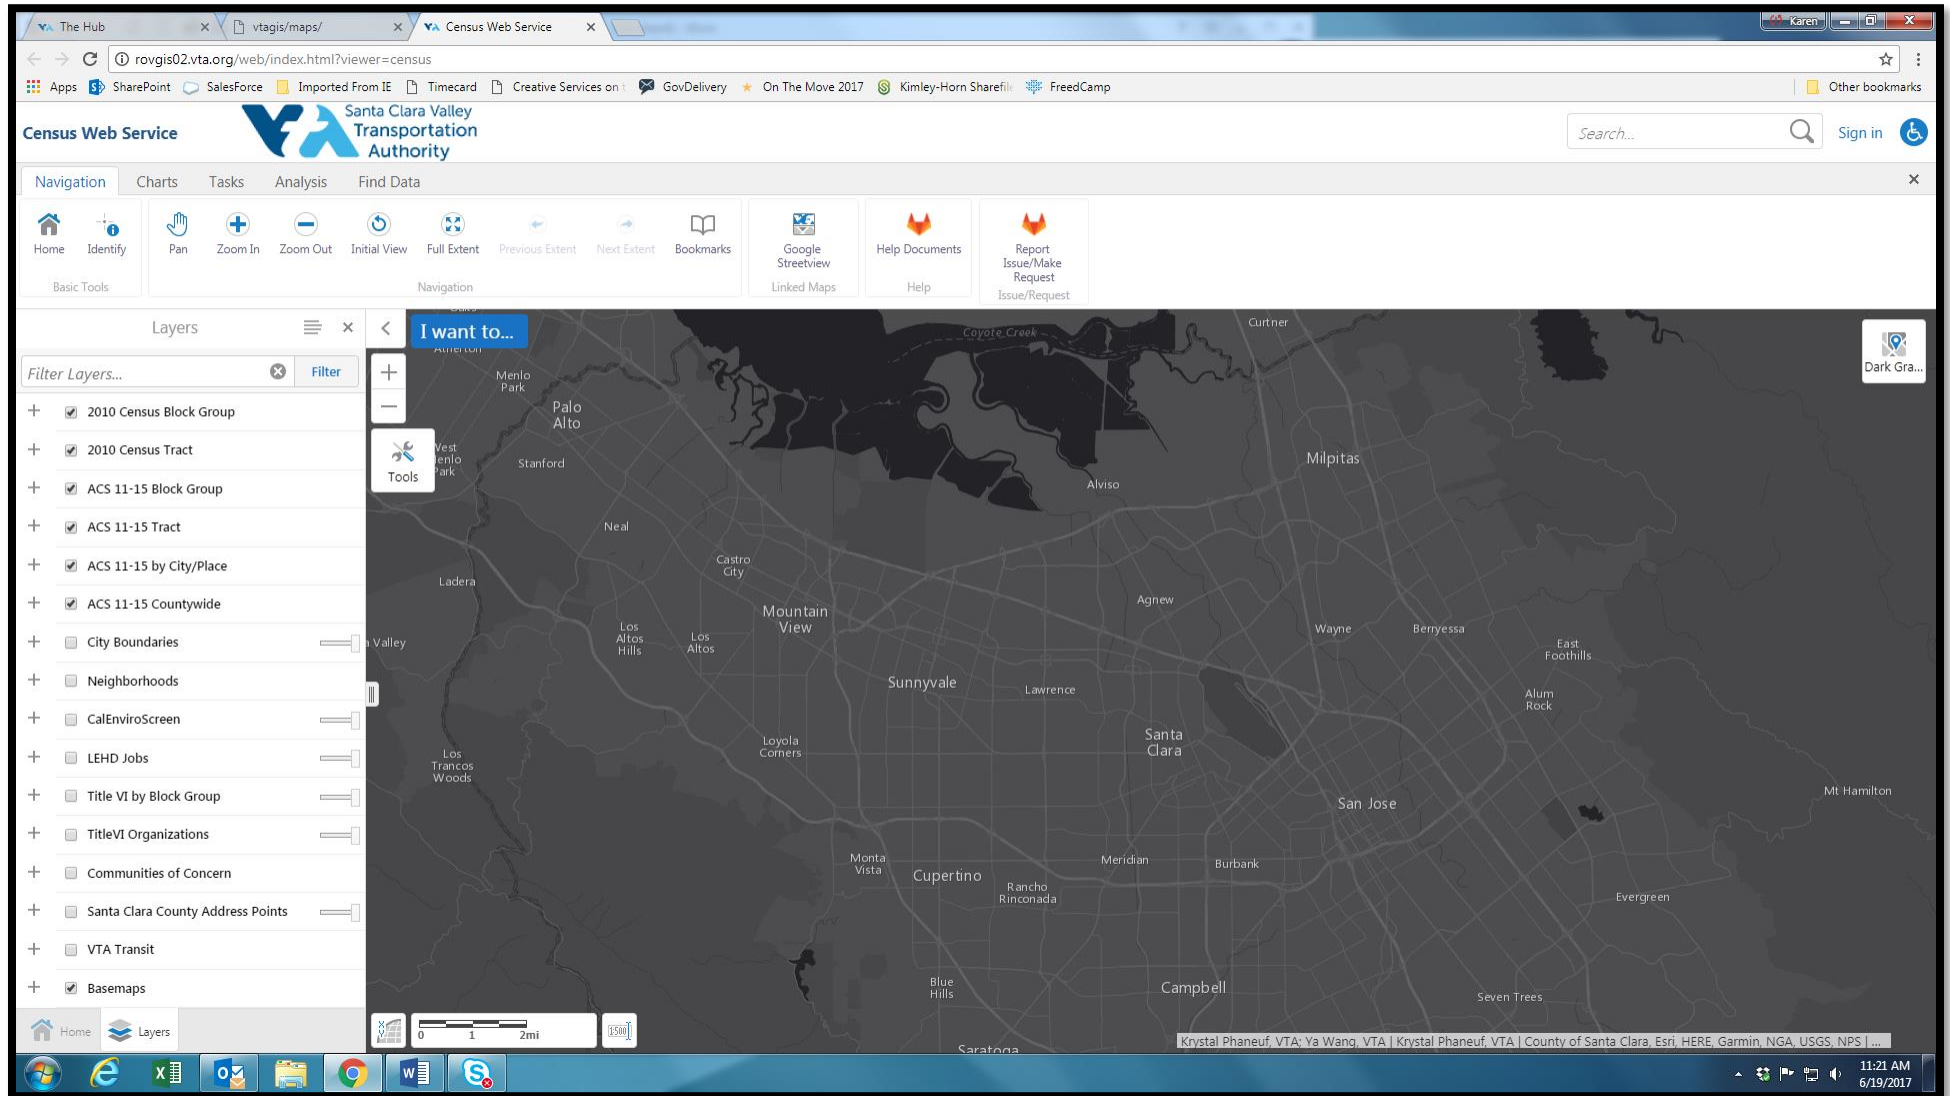 The Hub
vtagis/maps/
Census Web Service
Karen
rovgis02.vta.org/web/index.html?viewer=census
Apps
SharePoint
SalesForce
Imported From IE
Timecard
Creative Services on
GovDelivery
On The Move 2017
Kimley-Horn Sharefil
FreedCamp
Other bookmarks
Census Web Service
Santa Clara Valley
Transportation
Authority
Search...
Sign in
Navigation
Charts
Tasks
Analysis
Find Data
Home
Identify
Basic Tools
Pan
Zoom In
Zoom Out
Initial View
Full Extent
Previous Extent
Next Extent
Bookmarks
Navigation
Google
Streetview
Linked Maps
Help Documents
Help
Report
Issue/Make
Request
Issue/Request
Layers
Filter Layers...
Filter
2010 Census Block Group
2010 Census Tract
ACS 11-15 Block Group
ACS 11-15 Tract
ACS 11-15 by City/Place
ACS 11-15 Countywide
City Boundaries
Neighborhoods
CalEnviroScreen
LEHD Jobs
Title VI by Block Group
TitleVI Organizations
Communities of Concern
Santa Clara County Address Points
VTA Transit
Basemaps
Home
Layers
I want to...
Tools
Dark Gra...
Coyote Creek
Curtner
Atherton
Menlo
Park
Palo
Alto
West
Menlo
Park
Stanford
Milpitas
Alviso
Neal
Castro
City
Ladera
Agnew
Mountain
View
Los
Altos
Hills
Los
Altos
a Valley
Wayne
Berryessa
East
Foothills
Sunnyvale
Lawrence
Alum
Rock
Loyola
Corners
Santa
Clara
Los
Trancos
Woods
San Jose
Mt Hamilton
Monta
Vista
Cupertino
Rancho
Rinconada
Meridian
Burbank
Evergreen
Blue
Hills
Campbell
Seven Trees
Saratoga
0 1 2mi
1:500
Krystal Phaneuf, VTA; Ya Wang, VTA | Krystal Phaneuf, VTA | County of Santa Clara, Esri, HERE, Garmin, NGA, USGS, NPS | ...
11:21 AM
6/19/2017